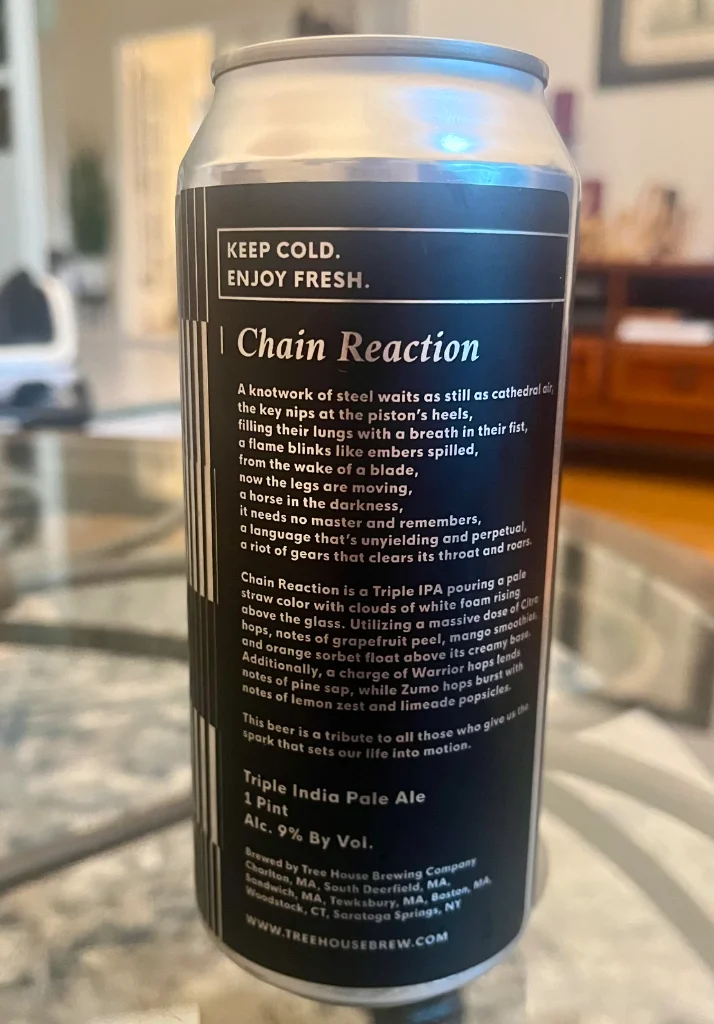 KEEP COLD.
ENJOY FRESH.
Chain Reaction
A knotwork of steel waits as still as cathedral air,
the key nips at the piston's heels,
filling their lungs with a breath in their fist,
a flame blinks like embers spilled,
from the wake of a blade,
now the legs are moving,
a horse in the darkness,
it needs no master and remembers,
a language that's unyielding and perpetual,
a riot of gears that clears its throat and roars.
Chain Reaction is a Triple IPA pouring a pale
straw color with clouds of white foam rising
above the glass. Utilizing a massive dose of Citra
hops, notes of grapefruit peel, mango smoothies,
and orange sorbet float above its creamy base.
Additionally, a charge of Warrior hops lends
notes of pine sap, while Zumo hops burst with
notes of lemon zest and limeade popsicles.
This beer is a tribute to all those who give us the
spark that sets our life into motion.
Triple India Pale Ale
1 Pint
Alc. 9% By Vol.
Brewed by Tree House Brewing Company
Charlton, MA, South Deerfield, MA,
Sandwich, MA, Tewksbury, MA, Boston, MA,
Woodstock, CT, Saratoga Springs, NY
WWW.TREEHOUSEBREW.COM